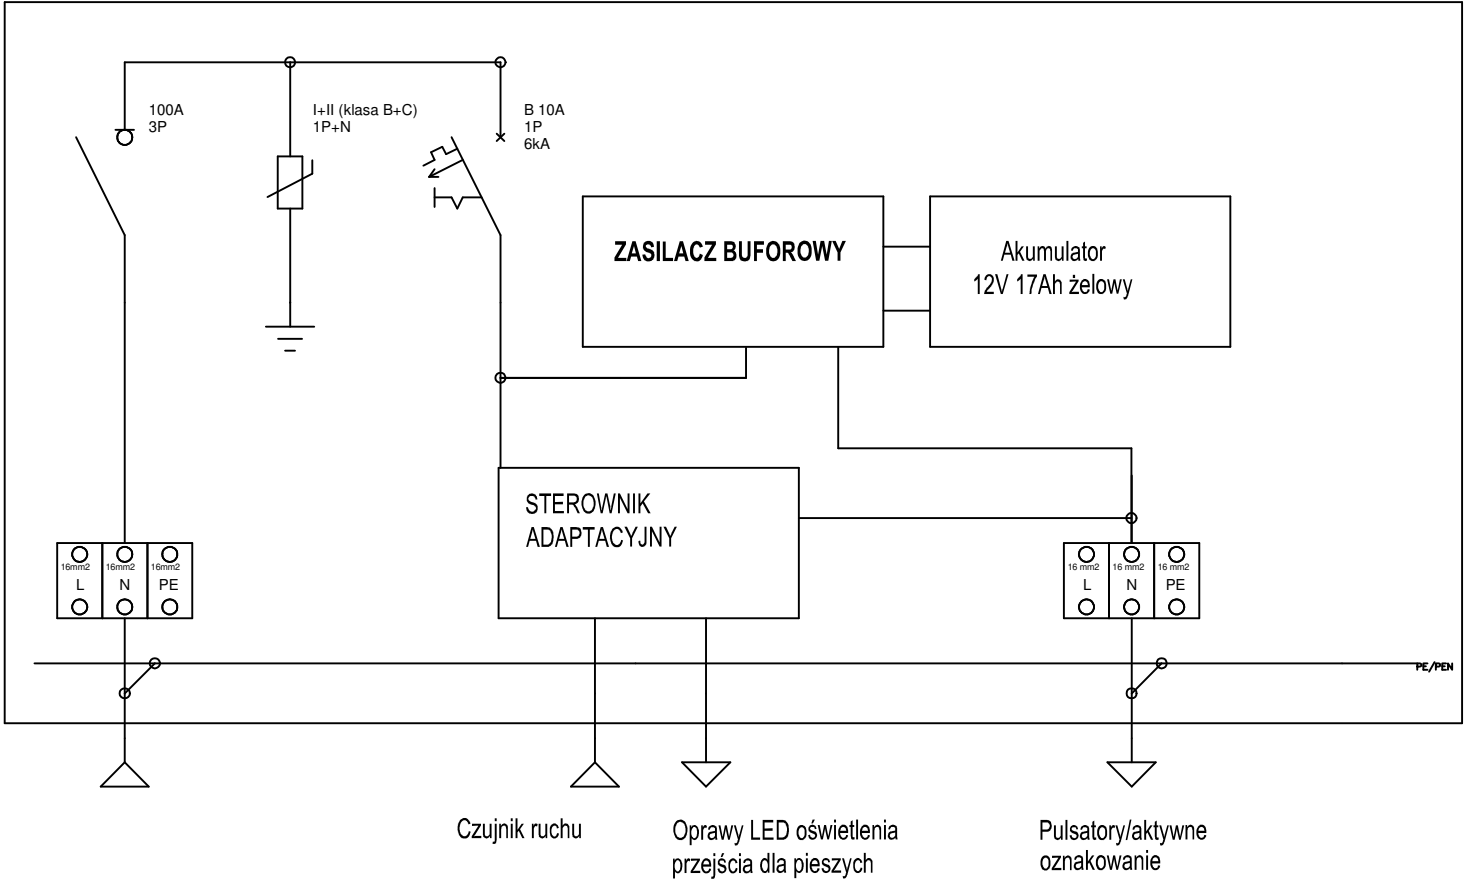 100A
3P
I+II (klasa B+C)
1P+N
B 10A
1P
6kA
ZASILACZ BUFOROWY
Akumulator
12V 17Ah żelowy
STEROWNIK
ADAPTACYJNY
16mm2 16mm2 16mm2
L N PE
16 mm2 16 mm2 16 mm2
L N PE
PE/PEN
Czujnik ruchu
Oprawy LED oświetlenia
przejścia dla pieszych
Pulsatory/aktywne
oznakowanie